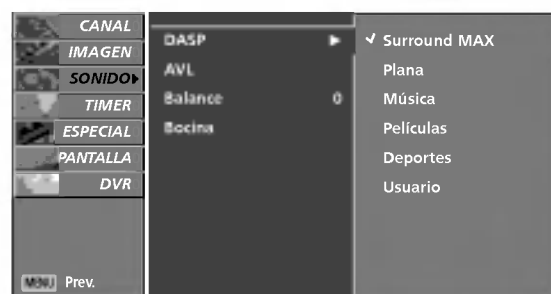 CANAL
IMAGEN
SONIDO
TIMER
ESPECIAL
PANTALLA
DVR
MENU Prev.
DASP
AVL
Balance 0
Bocina
✓ Surround MAX
Plana
Música
Películas
Deportes
Usuario